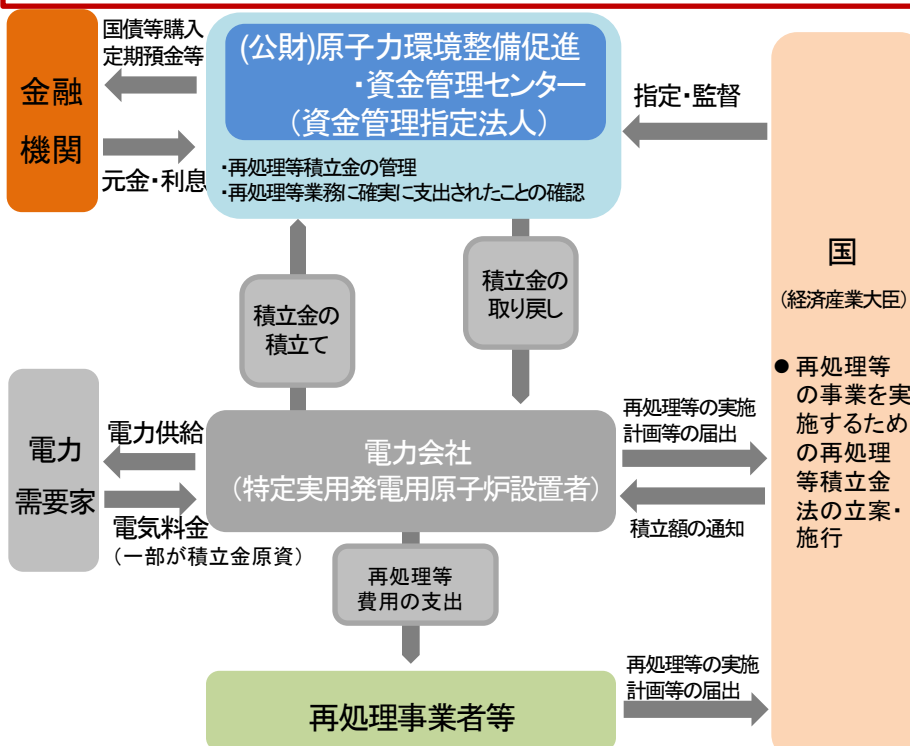 国債等購入
定期預金等
金融
機関
元金・利息
(公財)原子力環境整備促進
・資金管理センター
(資金管理指定法人)
・再処理等積立金の管理
・再処理等業務に確実に支出されたことの確認
指定・監督
国
(経済産業大臣)
● 再処理等
の事業を実
施するため
の再処理
等積立金
法の立案・
施行
積立金の
積立て
積立金の
取り戻し
電力
需要家
電力供給
電気料金
(一部が積立金原資)
電力会社
(特定実用発電用原子炉設置者)
再処理等の実施
計画等の届出
積立額の通知
再処理等
費用の支出
再処理事業者等
再処理等の実施
計画等の届出